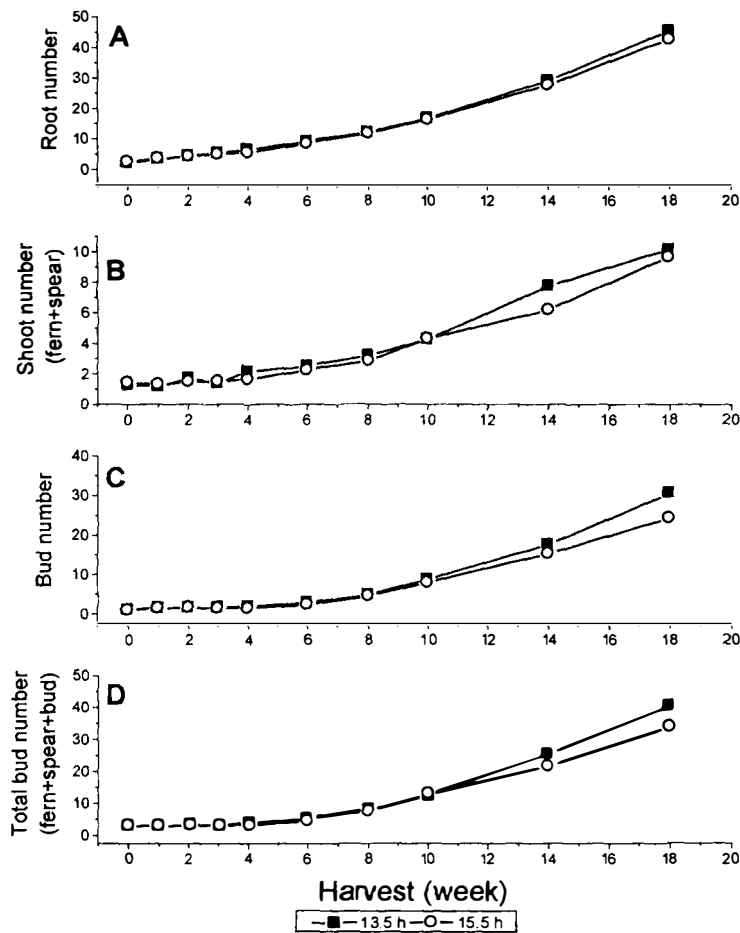 A
Root number
50
40
30
20
10
0
0 2 4 6 8 10 12 14 16 18 20
B
Shoot number
(fern+spear)
10
8
6
4
2
0
0 2 4 6 8 10 12 14 16 18 20
C
Bud number
40
30
20
10
0
0 2 4 6 8 10 12 14 16 18 20
D
Total bud number
(fern+spear+bud)
50
40
30
20
10
0
0 2 4 6 8 10 12 14 16 18 20
Harvest (week)
13.5 h 15.5 h